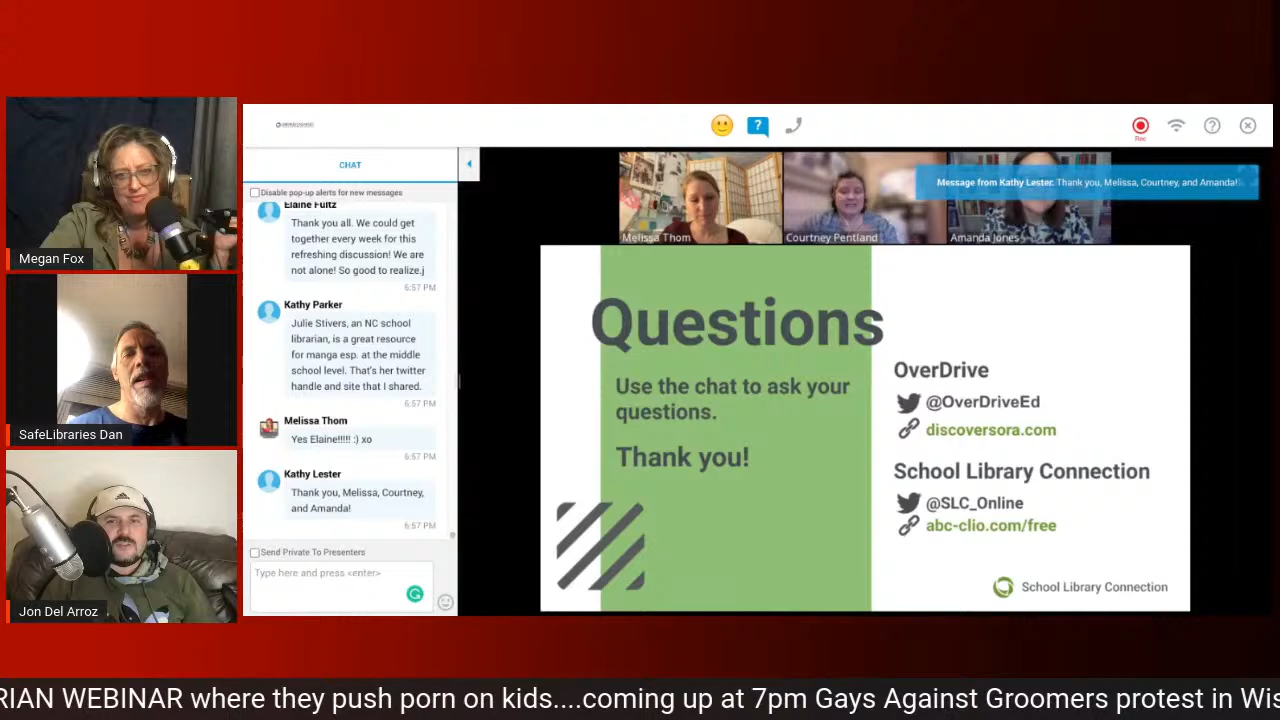 Megan Fox
SafeLibraries Dan
Jon Del Arroz
CHAT
Disable pop-up alerts for new messages
Elaine Fultz
Thank you all. We could get
together every week for this
refreshing discussion! We are
not alone! So good to realize.j
6:57 PM
Kathy Parker
Julie Stivers, an NC school
librarian, is a great resource
for manga esp. at the middle
school level. That's her twitter
handle and site that I shared.
6:57 PM
Melissa Thom
Yes Elaine!!!!! :) xo
6:57 PM
Kathy Lester
Thank you, Melissa, Courtney,
and Amanda!
6:57 PM
Send Private To Presenters
Type here and press <enter>
Rec
Message from Kathy Lester: Thank you, Melissa, Courtney, and Amanda!
Melissa Thom
Courtney Pentland
Amanda Jones
Questions
Use the chat to ask your
questions.
Thank you!
OverDrive
@OverDriveEd
discoversora.com
School Library Connection
@SLC_Online
abc-clio.com/free
School Library Connection
RIAN WEBINAR where they push porn on kids....coming up at 7pm Gays Against Groomers protest in Wis